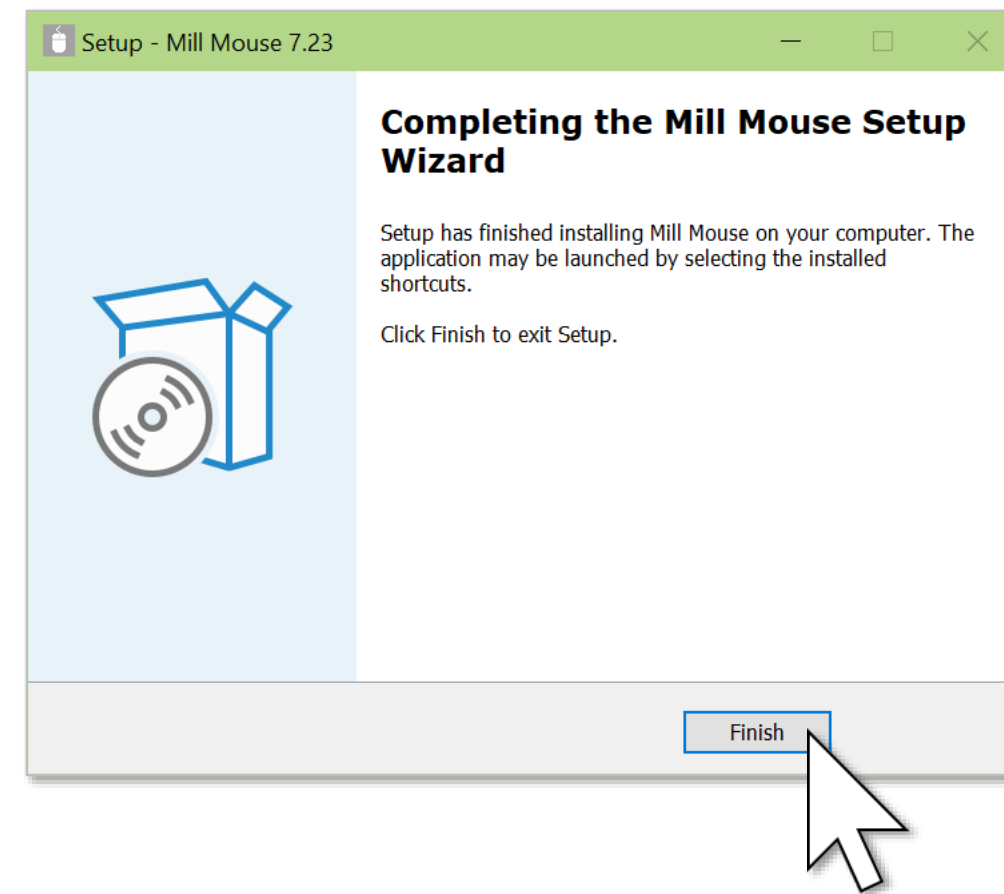 Setup - Mill Mouse 7.23
Completing the Mill Mouse Setup
Wizard
Setup has finished installing Mill Mouse on your computer. The
application may be launched by selecting the installed
shortcuts.
Click Finish to exit Setup.
Finish